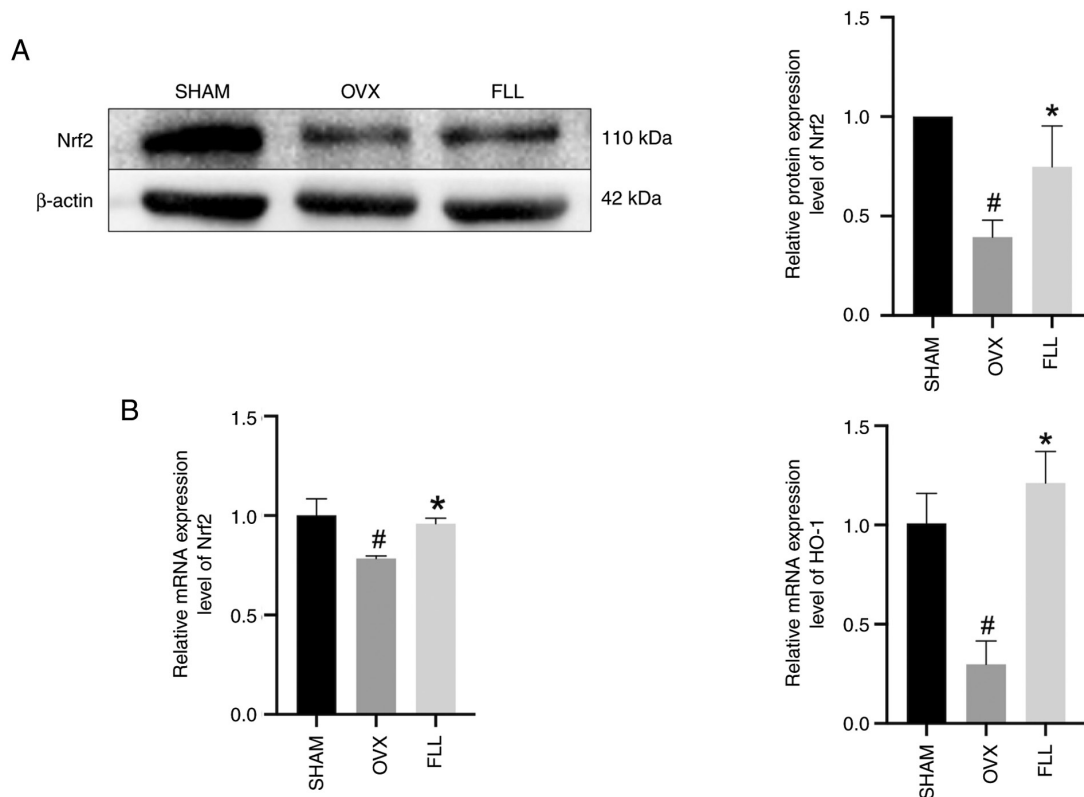 A
SHAM OVX FLL
Nrf2 110 kDa
β-actin 42 kDa
Relative protein expression
level of Nrf2
1.5
1.0
0.5
0.0
#
*
SHAM
OVX
FLL
B
Relative mRNA expression
level of Nrf2
1.5
1.0
0.5
0.0
#
*
SHAM
OVX
FLL
Relative mRNA expression
level of HO-1
1.5
1.0
0.5
0.0
#
*
SHAM
OVX
FLL